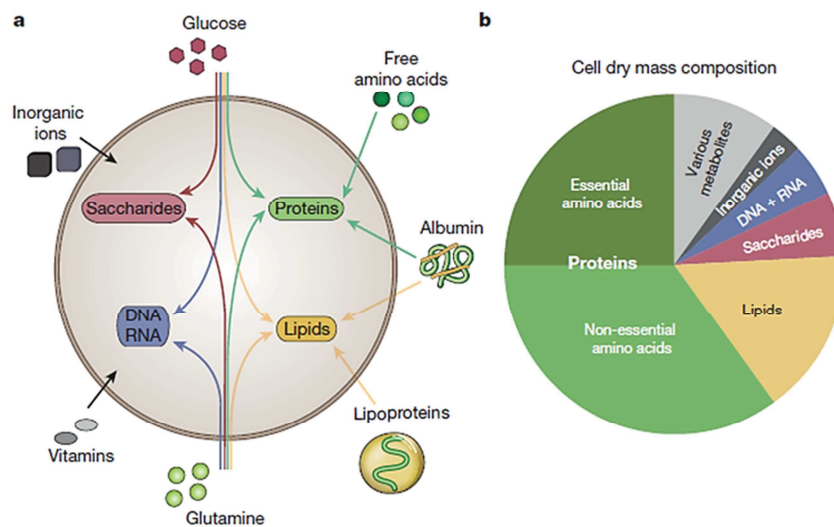 a
Glucose
Free
amino acids
Inorganic
ions
Saccharides
Proteins
Albumin
DNA
RNA
Lipids
Lipoproteins
Vitamins
Glutamine
b
Cell dry mass composition
Various
metabolites
Inorganic ions
DNA + RNA
Saccharides
Lipids
Essential
amino acids
Proteins
Non-essential
amino acids